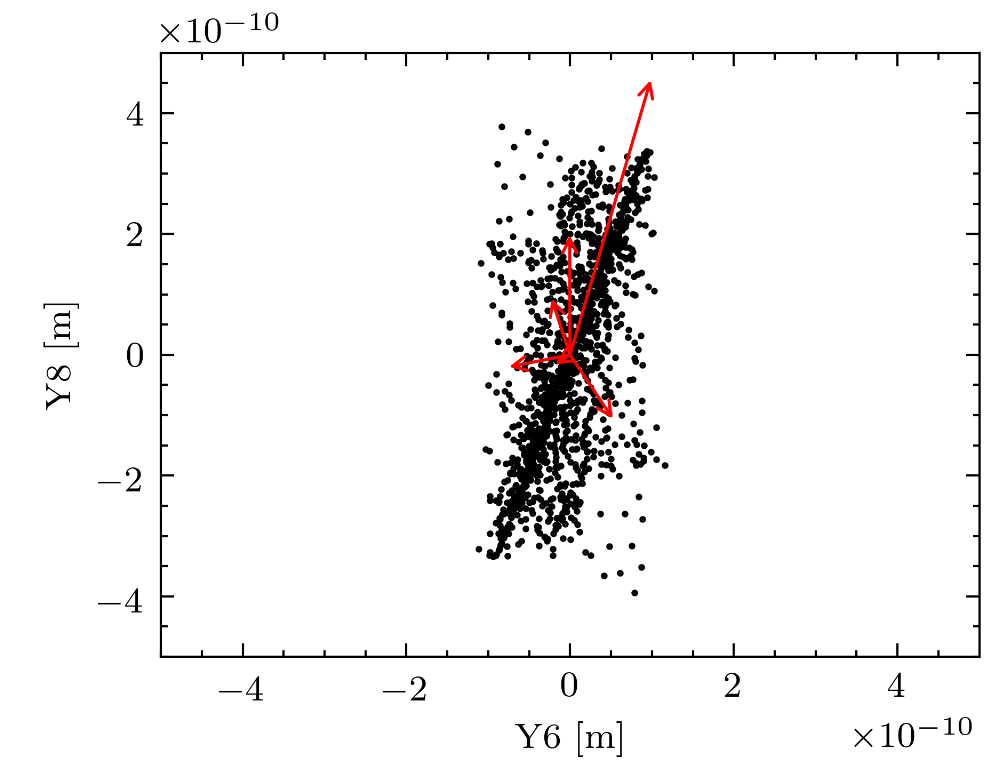 ×10⁻¹⁰
4
2
0
−2
−4
Y8 [m]
−4 −2 0 2 4
Y6 [m]
×10⁻¹⁰